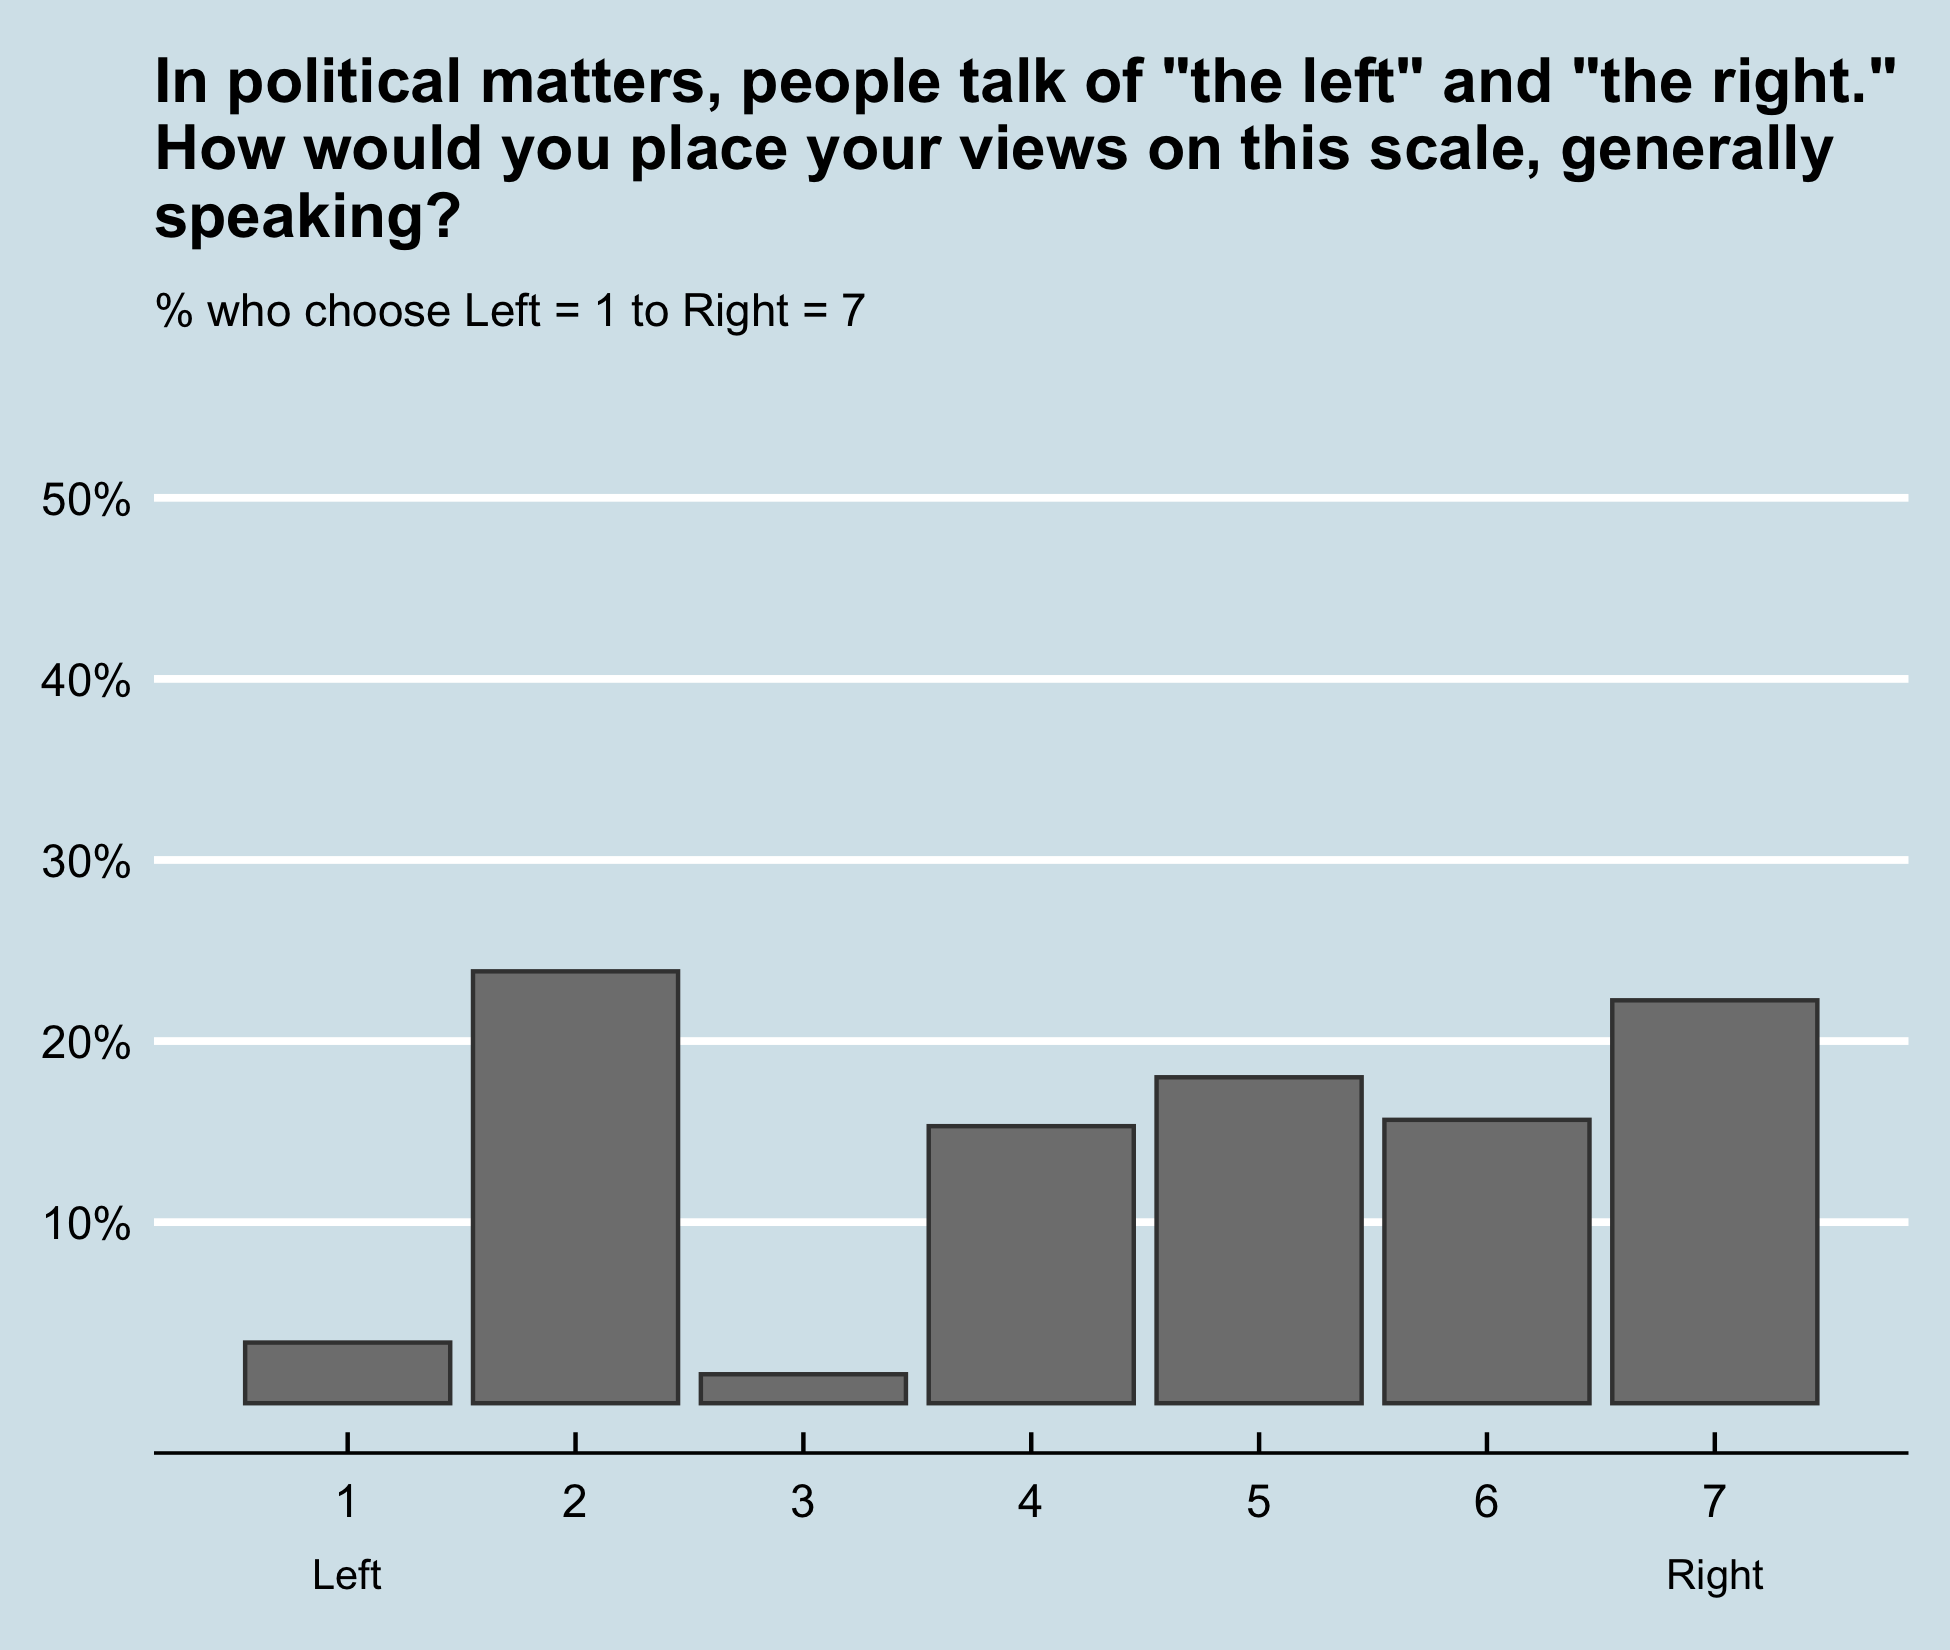 In political matters, people talk of "the left" and "the right."
How would you place your views on this scale, generally
speaking?
% who choose Left = 1 to Right = 7
50%
40%
30%
20%
10%
1 2 3 4 5 6 7
Left Right